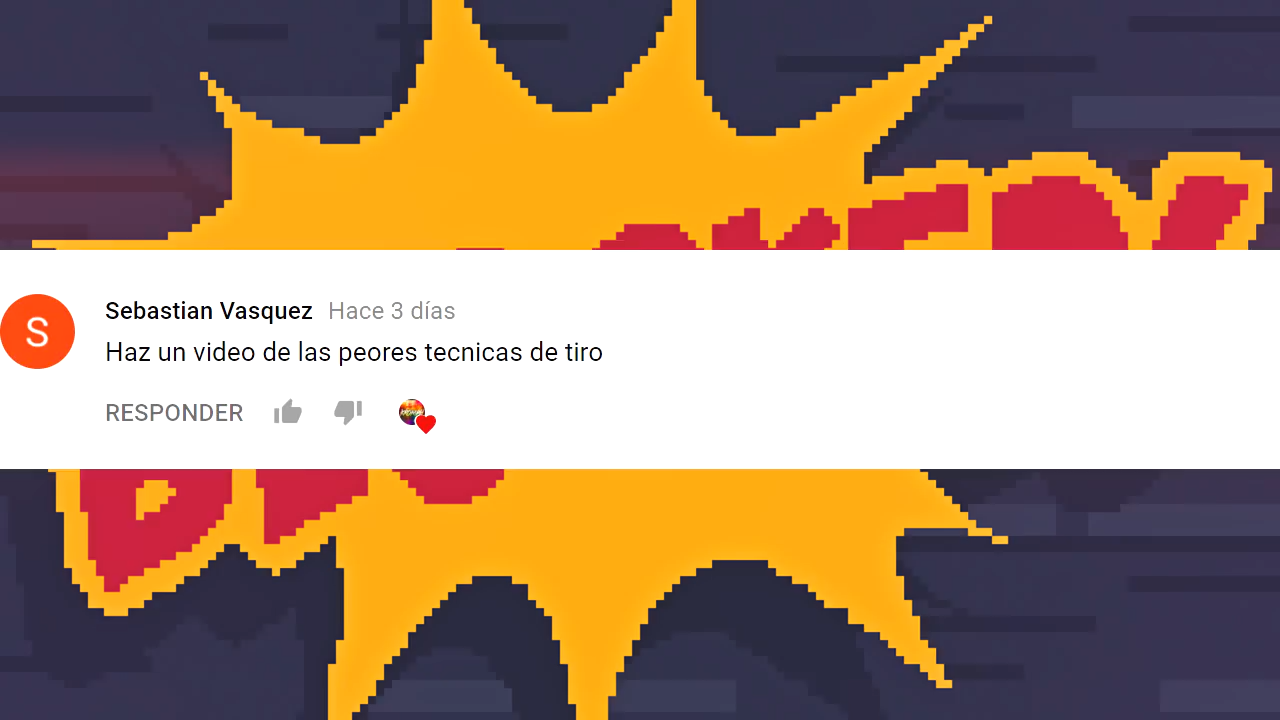 Sebastian Vasquez Hace 3 días
Haz un video de las peores tecnicas de tiro
RESPONDER